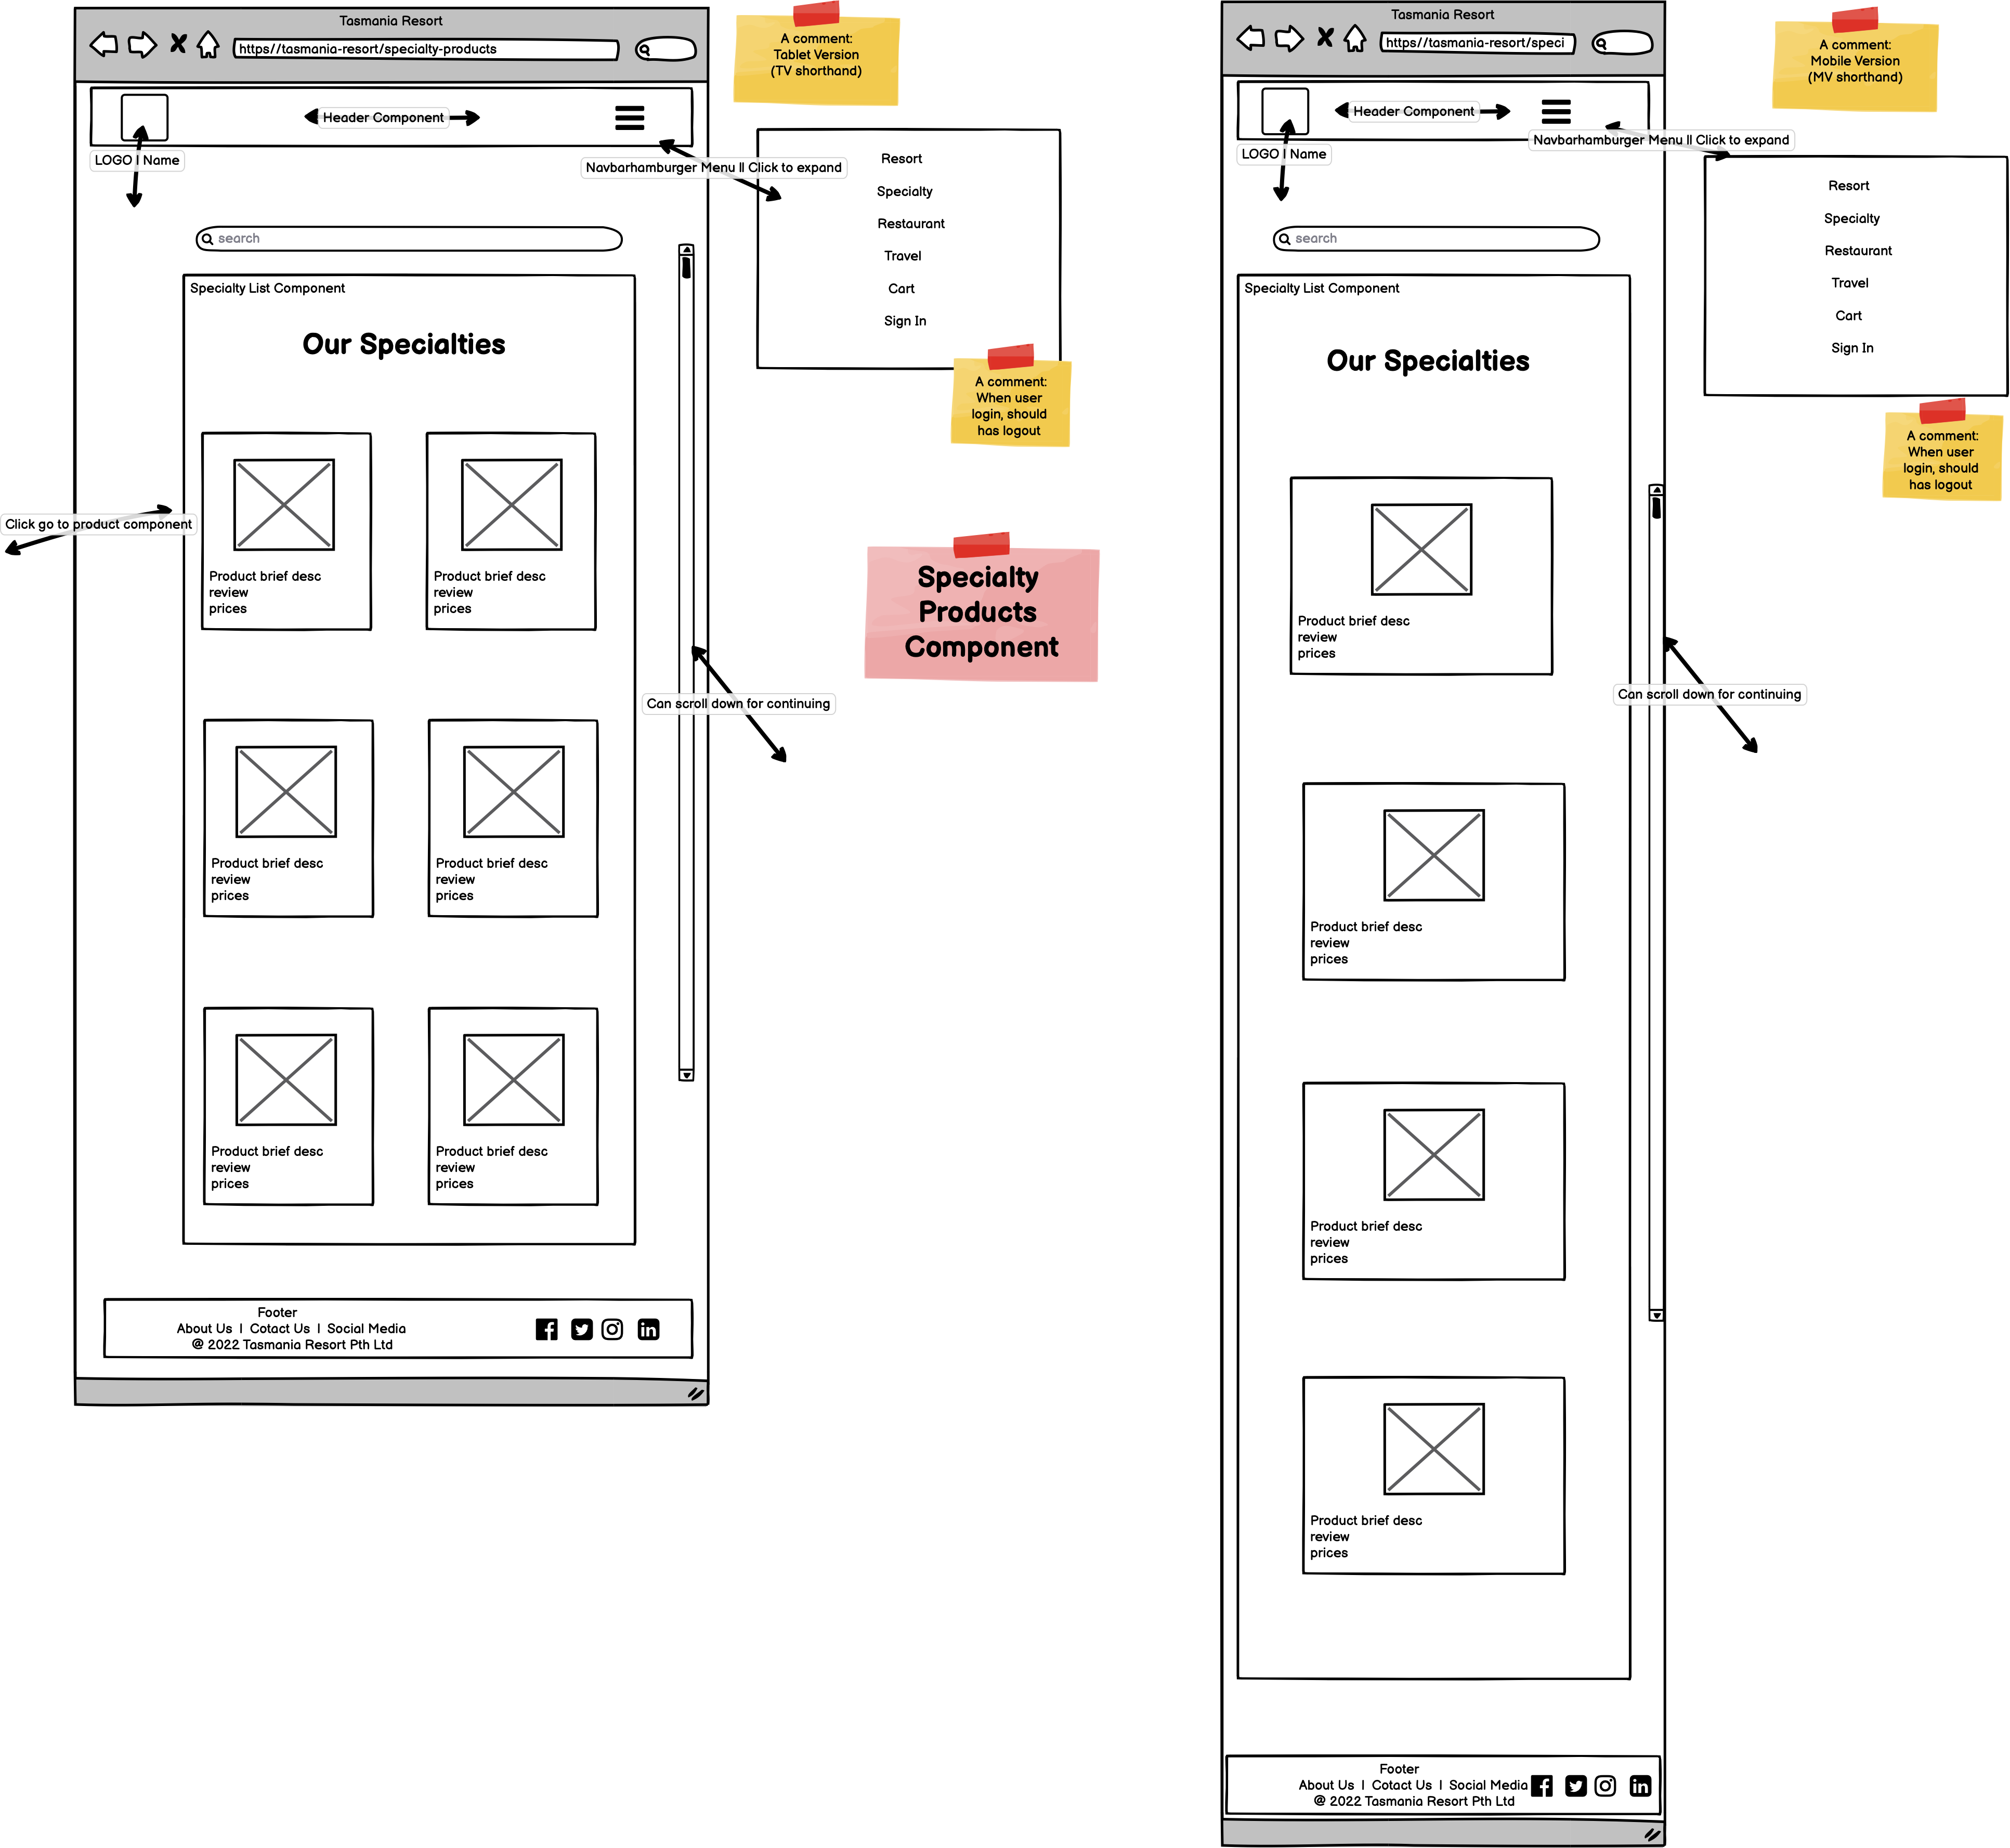 Tasmania Resort
https//tasmania-resort/specialty-products
Header Component
LOGO | Name
Navbarhamburger Menu || Click to expand
A comment:
Tablet Version
(TV shorthand)
Resort
Specialty
Restaurant
Travel
Cart
Sign In
A comment:
When user
login, should
has logout
search
Specialty List Component
Our Specialties
Click go to product component
Product brief desc
review
prices
Product brief desc
review
prices
Product brief desc
review
prices
Product brief desc
review
prices
Product brief desc
review
prices
Product brief desc
review
prices
Can scroll down for continuing
Footer
About Us | Cotact Us | Social Media
@ 2022 Tasmania Resort Pth Ltd
Specialty
Products
Component
Tasmania Resort
https//tasmania-resort/speci
Header Component
LOGO | Name
Navbarhamburger Menu || Click to expand
A comment:
Mobile Version
(MV shorthand)
Resort
Specialty
Restaurant
Travel
Cart
Sign In
A comment:
When user
login, should
has logout
search
Specialty List Component
Our Specialties
Product brief desc
review
prices
Can scroll down for continuing
Product brief desc
review
prices
Product brief desc
review
prices
Product brief desc
review
prices
Footer
About Us | Cotact Us | Social Media
@ 2022 Tasmania Resort Pth Ltd